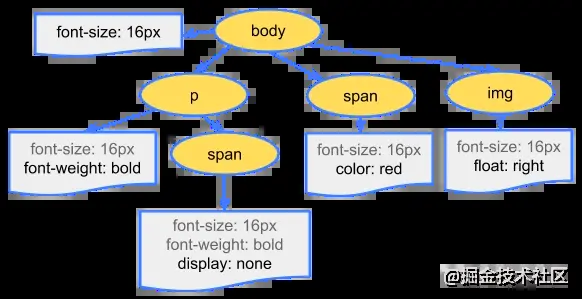 font-size: 16px
body
p
span
img
font-size: 16px
font-weight: bold
span
font-size: 16px
color: red
font-size: 16px
float: right
font-size: 16px
font-weight: bold
display: none
@掘金技术社区